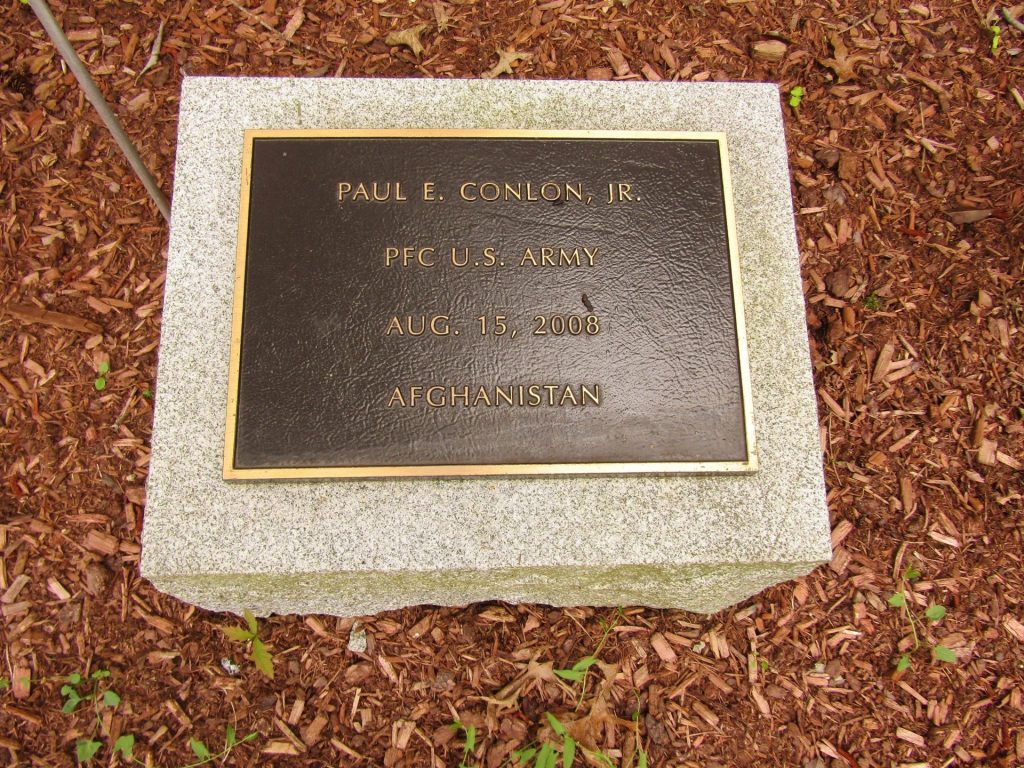 PAUL E. CONLON, JR.
PFC U.S. ARMY
AUG. 15, 2008
AFGHANISTAN